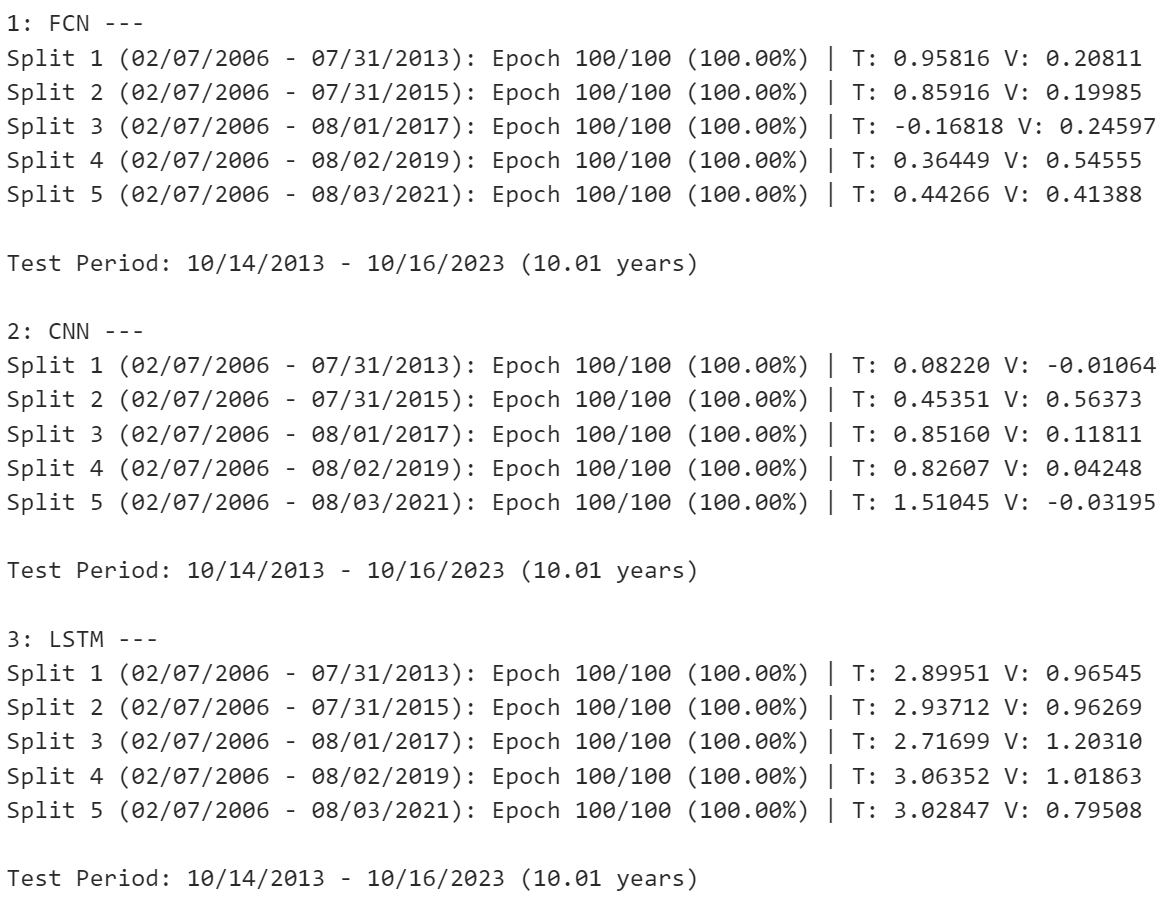 1: FCN ---
Split 1 (02/07/2006 - 07/31/2013): Epoch 100/100 (100.00%) | T: 0.95816 V: 0.20811
Split 2 (02/07/2006 - 07/31/2015): Epoch 100/100 (100.00%) | T: 0.85916 V: 0.19985
Split 3 (02/07/2006 - 08/01/2017): Epoch 100/100 (100.00%) | T: -0.16818 V: 0.24597
Split 4 (02/07/2006 - 08/02/2019): Epoch 100/100 (100.00%) | T: 0.36449 V: 0.54555
Split 5 (02/07/2006 - 08/03/2021): Epoch 100/100 (100.00%) | T: 0.44266 V: 0.41388
Test Period: 10/14/2013 - 10/16/2023 (10.01 years)
2: CNN ---
Split 1 (02/07/2006 - 07/31/2013): Epoch 100/100 (100.00%) | T: 0.08220 V: -0.01064
Split 2 (02/07/2006 - 07/31/2015): Epoch 100/100 (100.00%) | T: 0.45351 V: 0.56373
Split 3 (02/07/2006 - 08/01/2017): Epoch 100/100 (100.00%) | T: 0.85160 V: 0.11811
Split 4 (02/07/2006 - 08/02/2019): Epoch 100/100 (100.00%) | T: 0.82607 V: 0.04248
Split 5 (02/07/2006 - 08/03/2021): Epoch 100/100 (100.00%) | T: 1.51045 V: -0.03195
Test Period: 10/14/2013 - 10/16/2023 (10.01 years)
3: LSTM ---
Split 1 (02/07/2006 - 07/31/2013): Epoch 100/100 (100.00%) | T: 2.89951 V: 0.96545
Split 2 (02/07/2006 - 07/31/2015): Epoch 100/100 (100.00%) | T: 2.93712 V: 0.96269
Split 3 (02/07/2006 - 08/01/2017): Epoch 100/100 (100.00%) | T: 2.71699 V: 1.20310
Split 4 (02/07/2006 - 08/02/2019): Epoch 100/100 (100.00%) | T: 3.06352 V: 1.01863
Split 5 (02/07/2006 - 08/03/2021): Epoch 100/100 (100.00%) | T: 3.02847 V: 0.79508
Test Period: 10/14/2013 - 10/16/2023 (10.01 years)